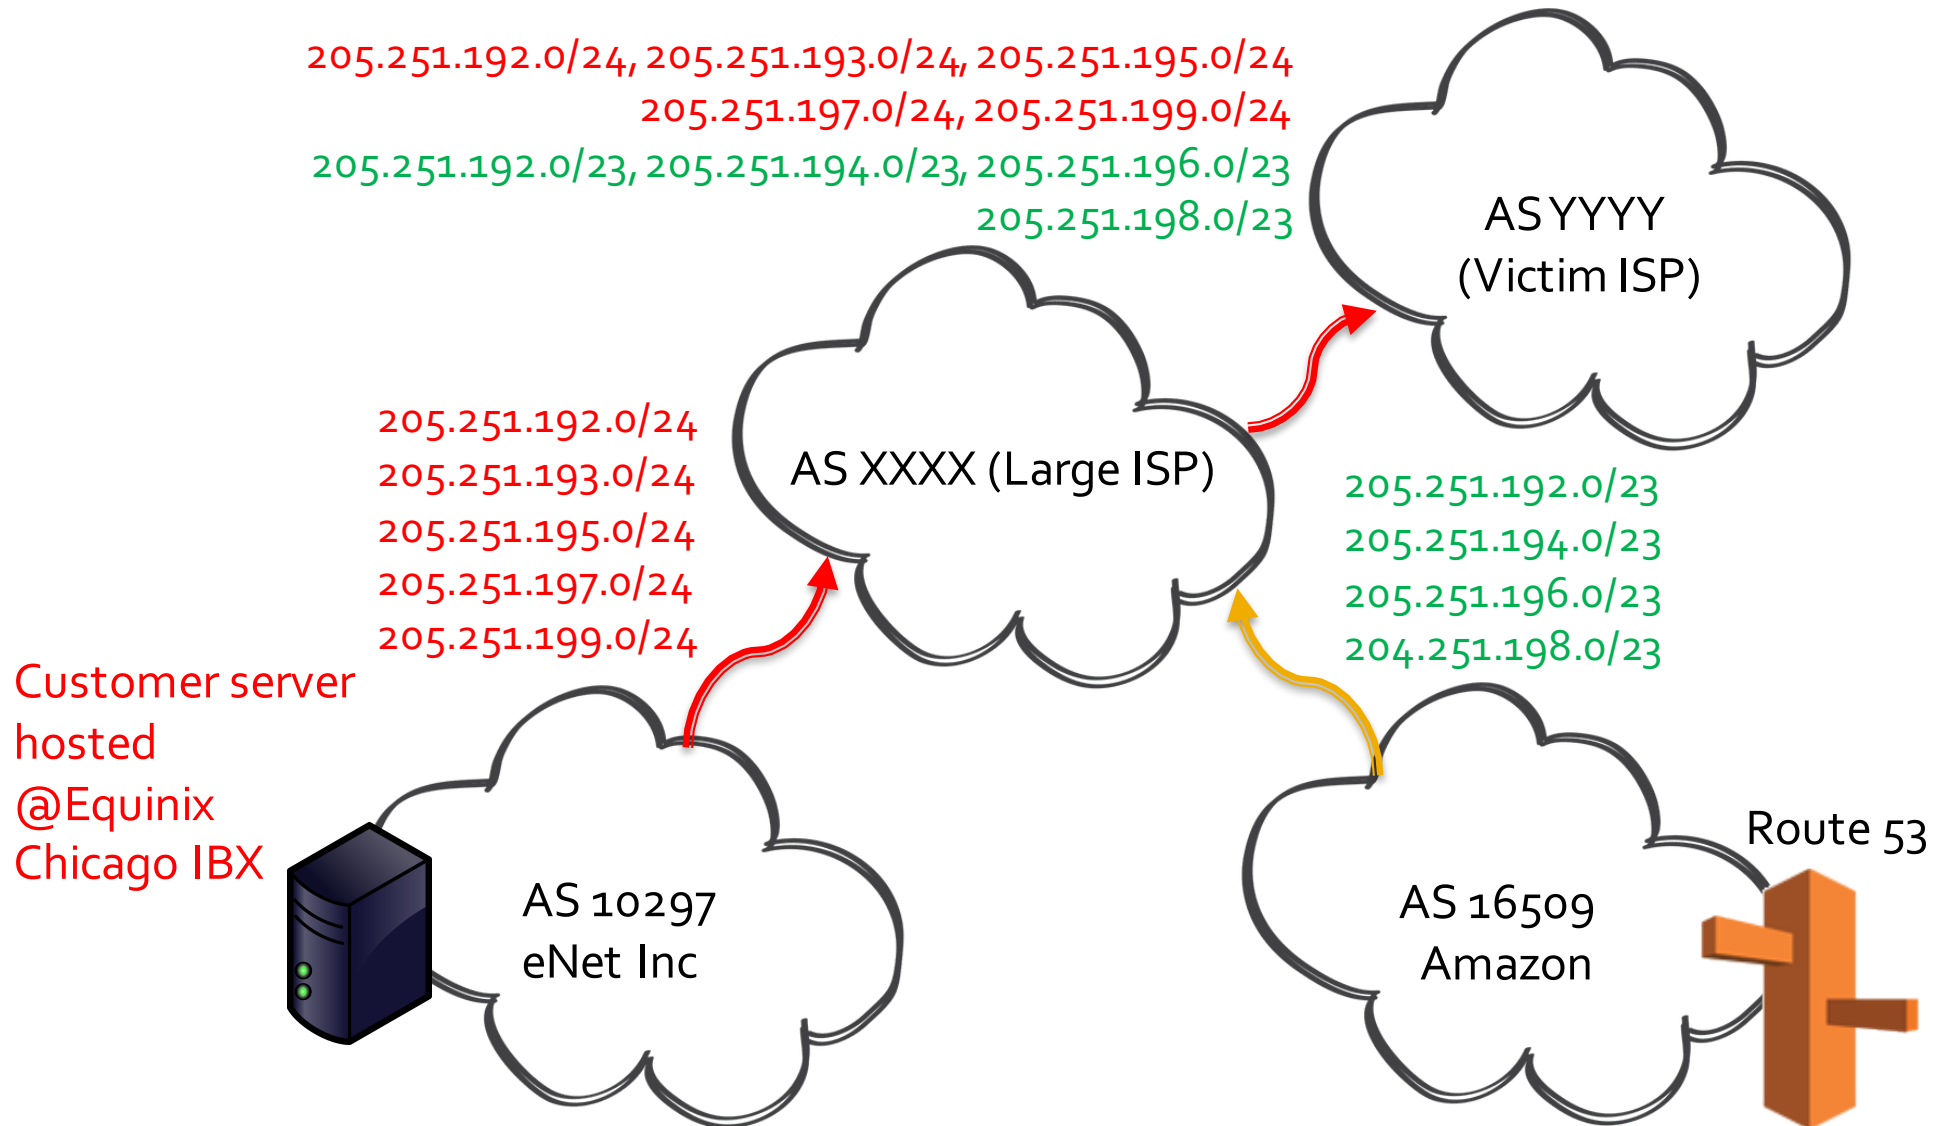 205.251.192.0/24, 205.251.193.0/24, 205.251.195.0/24
205.251.197.0/24, 205.251.199.0/24
205.251.192.0/23, 205.251.194.0/23, 205.251.196.0/23
205.251.198.0/23
AS YYYY
(Victim ISP)
205.251.192.0/24
205.251.193.0/24
205.251.195.0/24
205.251.197.0/24
205.251.199.0/24
AS XXXX (Large ISP)
205.251.192.0/23
205.251.194.0/23
205.251.196.0/23
204.251.198.0/23
Customer server
hosted
@Equinix
Chicago IBX
AS 10297
eNet Inc
AS 16509
Amazon
Route 53